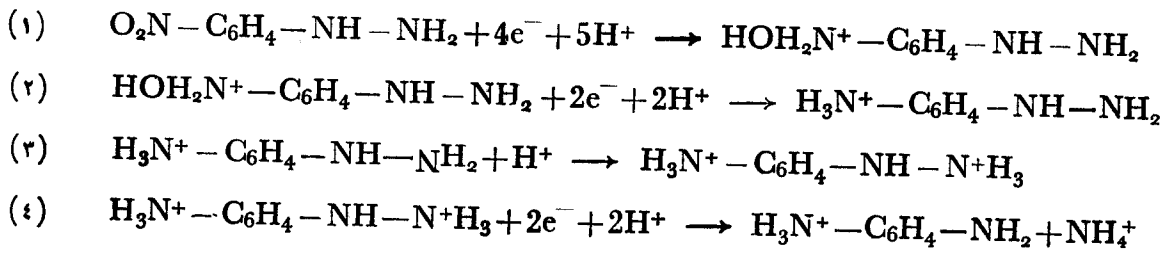 (١) O₂N – C₆H₄ – NH – NH₂ + 4e⁻ + 5H⁺ ⟶ HOH₂N⁺ – C₆H₄ – NH – NH₂
(٢) HOH₂N⁺ – C₆H₄ – NH – NH₂ + 2e⁻ + 2H⁺ ⟶ H₃N⁺ – C₆H₄ – NH – NH₂
(٣) H₃N⁺ – C₆H₄ – NH – NH₂ + H⁺ ⟶ H₃N⁺ – C₆H₄ – NH – N⁺H₃
(٤) H₃N⁺ – C₆H₄ – NH – N⁺H₃ + 2e⁻ + 2H⁺ ⟶ H₃N⁺ – C₆H₄ – NH₂ + NH₄⁺